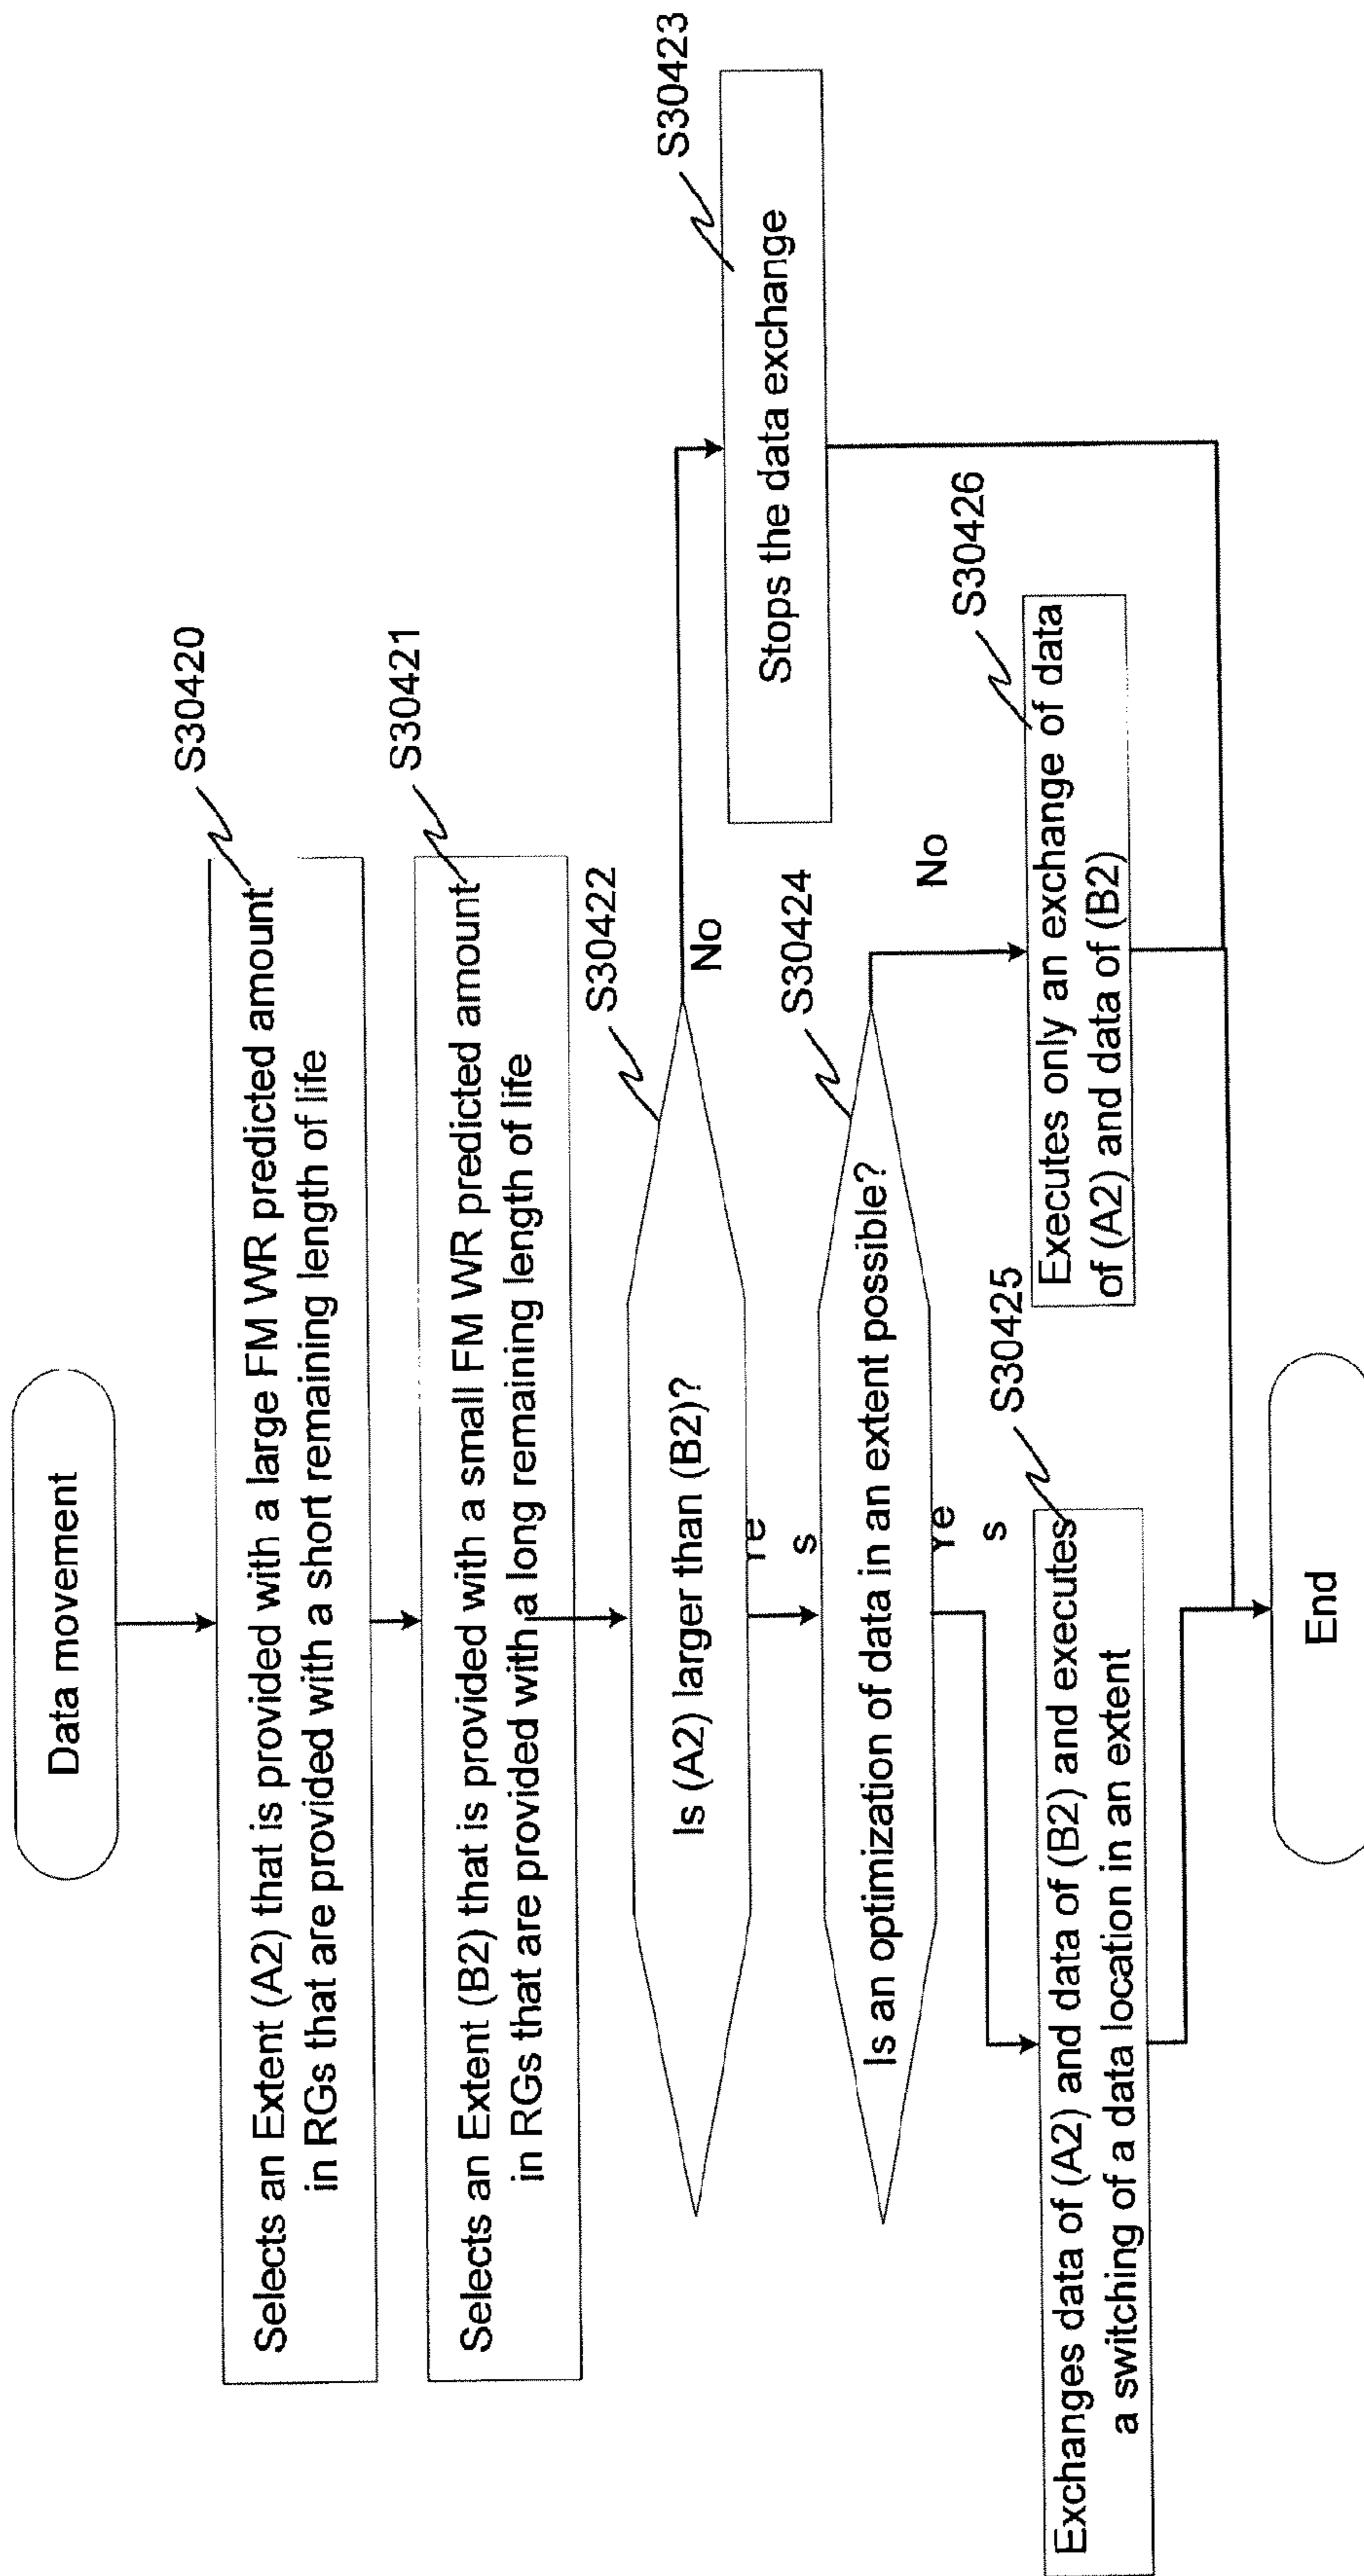 Data movement
S30420
Selects an Extent (A2) that is provided with a large FM WR predicted amount
in RGs that are provided with a short remaining length of life
S30421
Selects an Extent (B2) that is provided with a small FM WR predicted amount
in RGs that are provided with a long remaining length of life
S30422
Is (A2) larger than (B2)?
No
Ye
s
S30423
Stops the data exchange
S30424
Is an optimization of data in an extent possible?
No
Ye
s
S30425
Exchanges data of (A2) and data of (B2) and executes
a switching of a data location in an extent
S30426
Executes only an exchange of data
of (A2) and data of (B2)
End